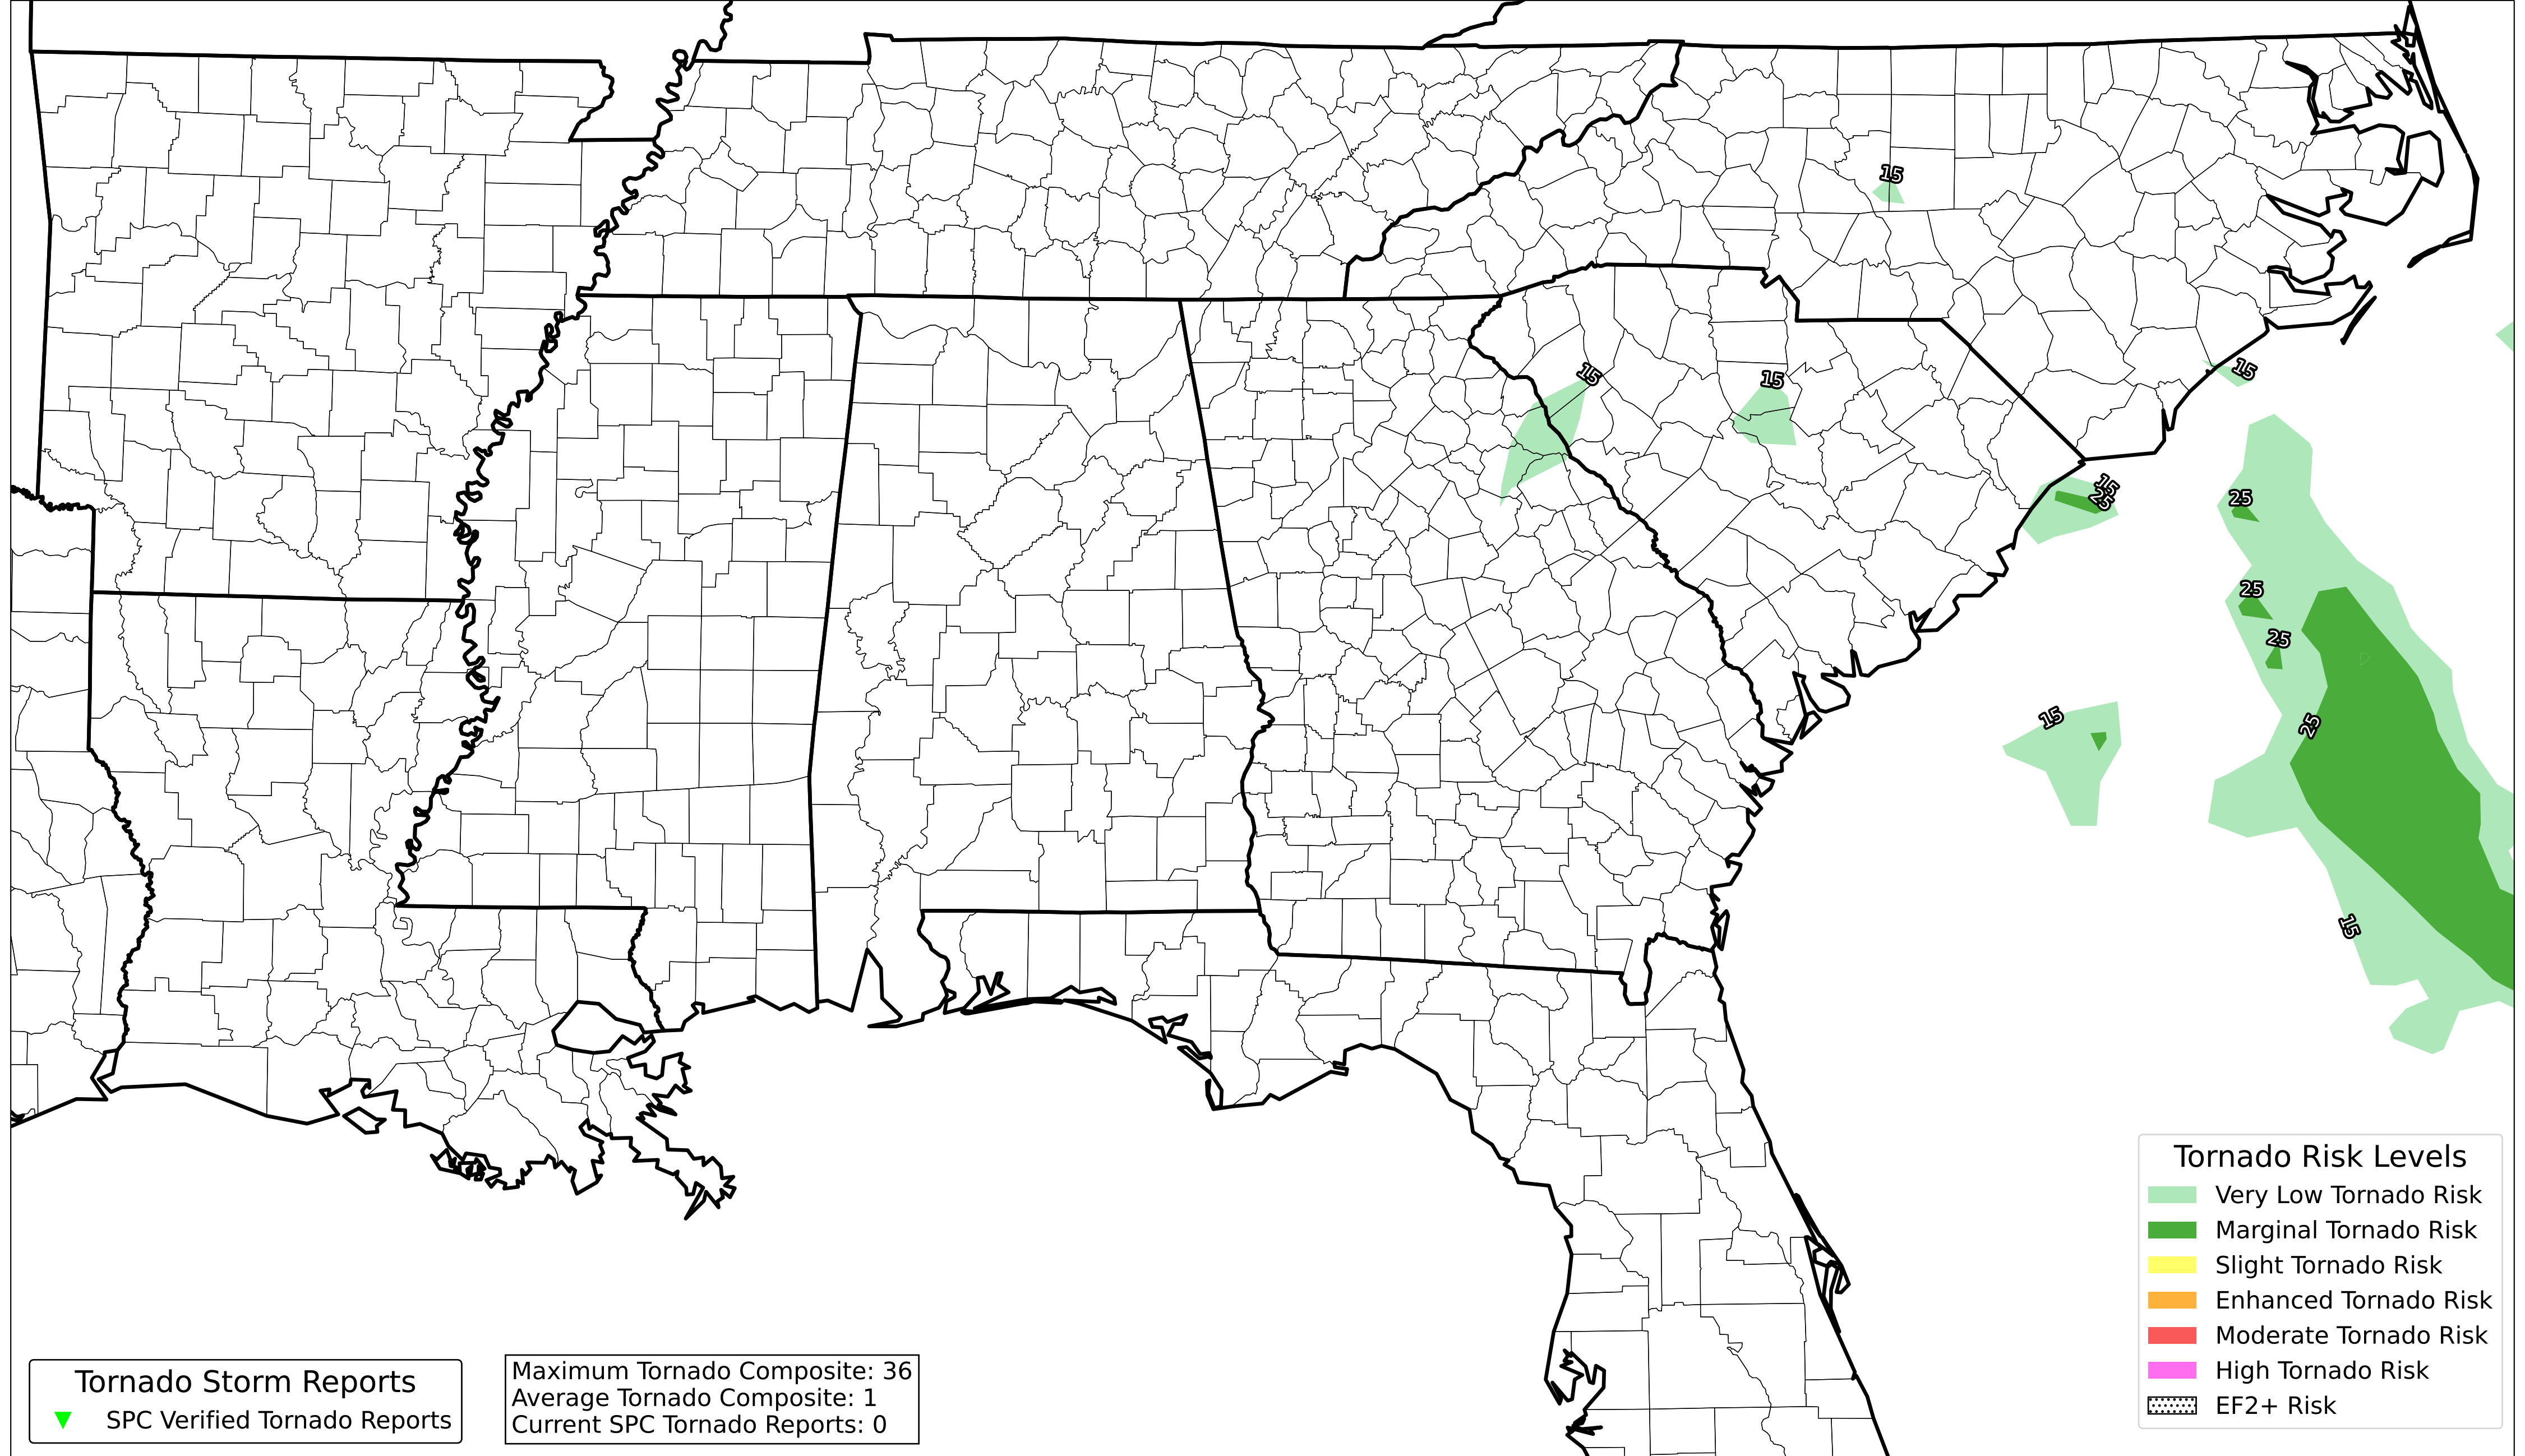 15
15
15
15
15
25
25
25
25
15
25
15
Tornado Risk Levels
Very Low Tornado Risk
Marginal Tornado Risk
Slight Tornado Risk
Enhanced Tornado Risk
Moderate Tornado Risk
High Tornado Risk
EF2+ Risk
Tornado Storm Reports
SPC Verified Tornado Reports
Maximum Tornado Composite: 36
Average Tornado Composite: 1
Current SPC Tornado Reports: 0